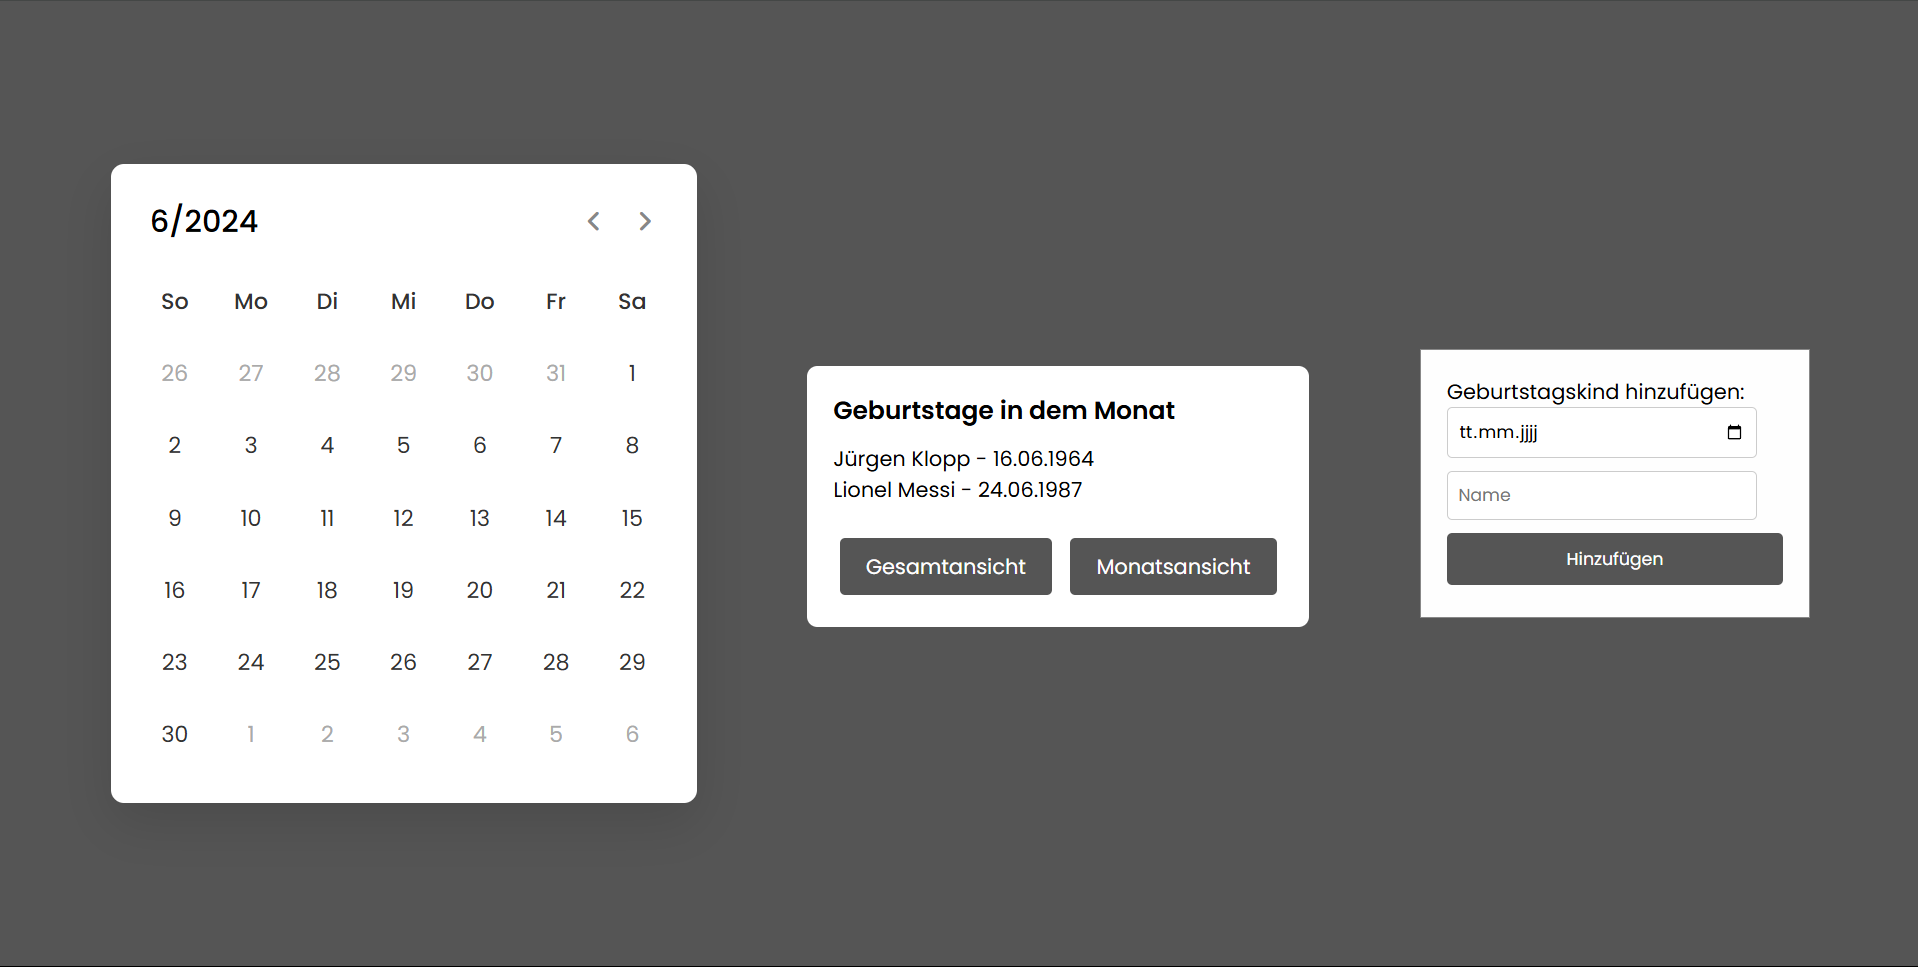 6/2024
So Mo Di Mi Do Fr Sa
26 27 28 29 30 31 1
2 3 4 5 6 7 8
9 10 11 12 13 14 15
16 17 18 19 20 21 22
23 24 25 26 27 28 29
30 1 2 3 4 5 6
Geburtstage in dem Monat
Jürgen Klopp - 16.06.1964
Lionel Messi - 24.06.1987
Gesamtansicht Monatsansicht
Geburtstagskind hinzufügen:
tt.mm.jjjj
Name
Hinzufügen